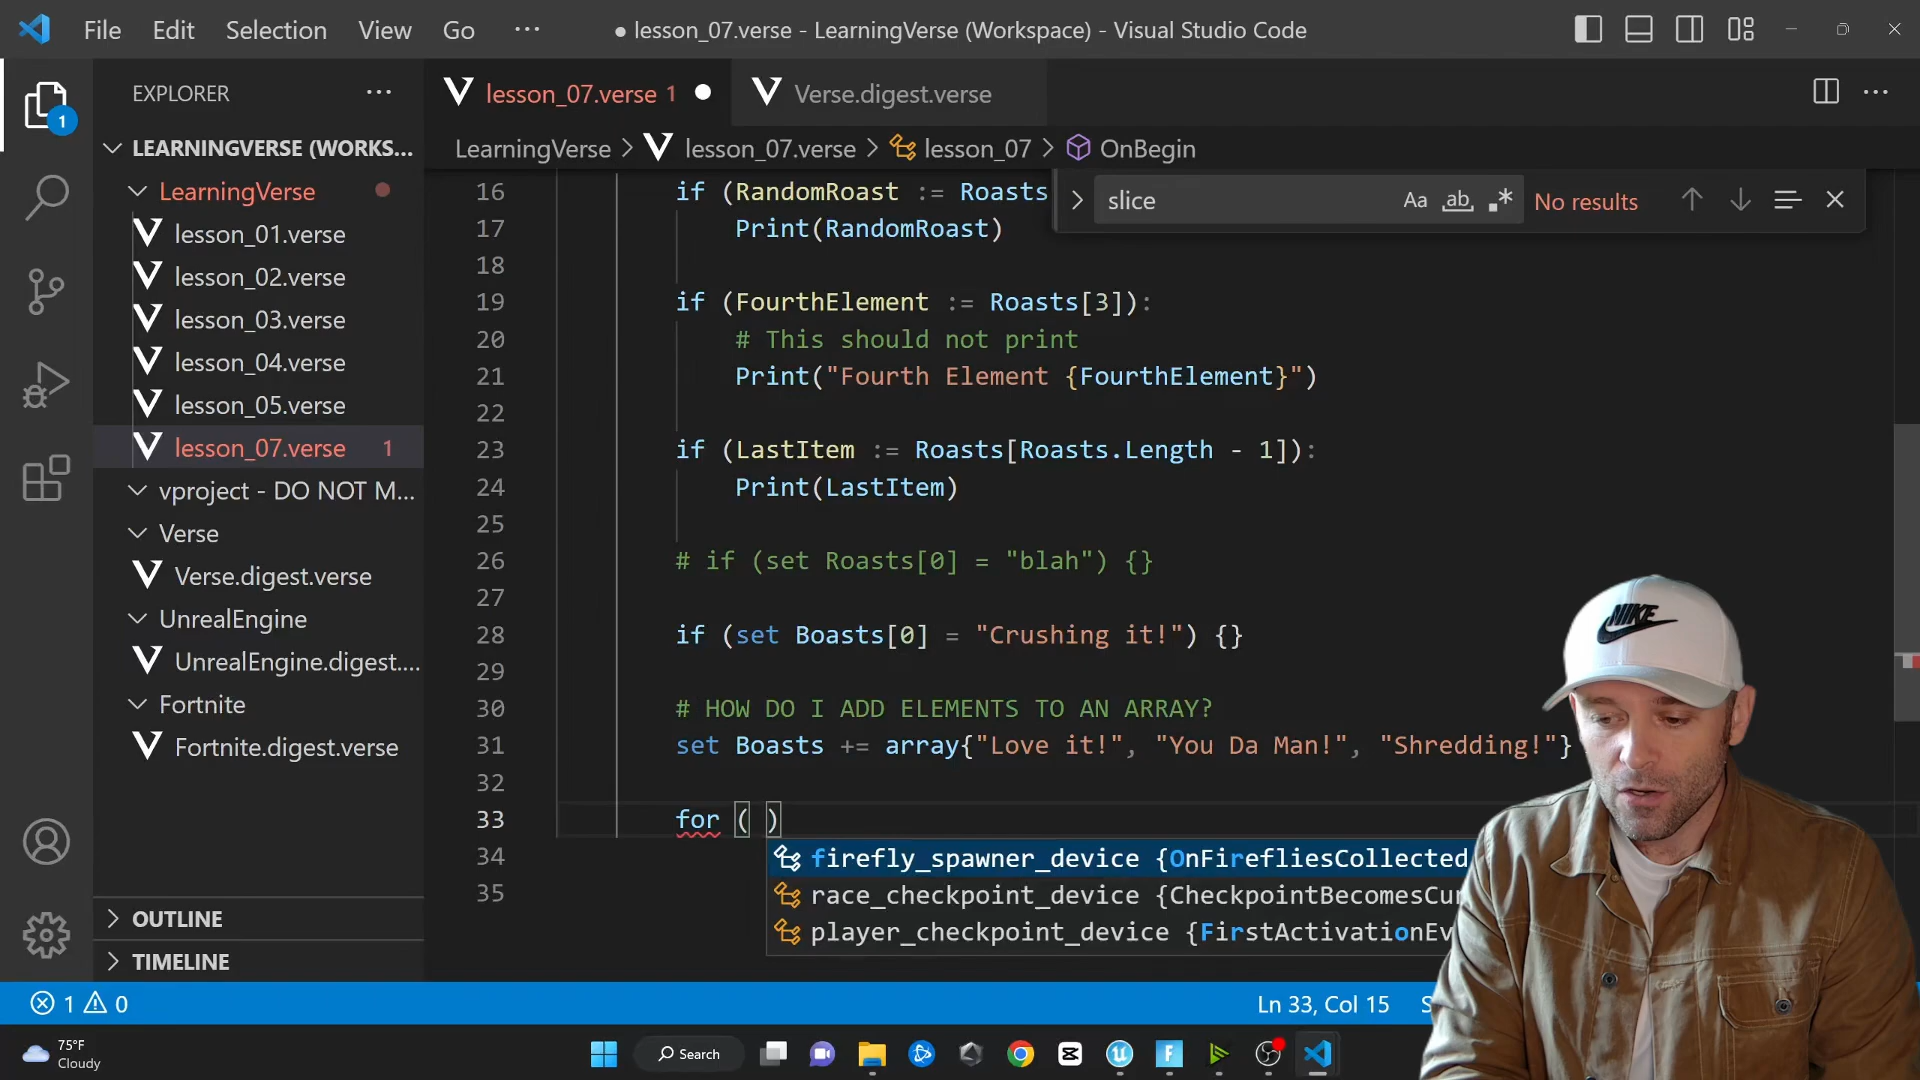 File Edit Selection View Go ··· ● lesson_07.verse - LearningVerse (Workspace) - Visual Studio Code
EXPLORER ···
lesson_07.verse 1 ●
Verse.digest.verse
1
LEARNINGVERSE (WORKS...
LearningVerse > lesson_07.verse > lesson_07 > OnBegin
LearningVerse
lesson_01.verse
lesson_02.verse
lesson_03.verse
lesson_04.verse
lesson_05.verse
lesson_07.verse 1
vproject - DO NOT M...
Verse
Verse.digest.verse
UnrealEngine
UnrealEngine.digest....
Fortnite
Fortnite.digest.verse
OUTLINE
TIMELINE
slice Aa ab .* No results
16 if (RandomRoast := Roasts
17 Print(RandomRoast)
18
19 if (FourthElement := Roasts[3]):
20 # This should not print
21 Print("Fourth Element {FourthElement}")
22
23 if (LastItem := Roasts[Roasts.Length - 1]):
24 Print(LastItem)
25
26 # if (set Roasts[0] = "blah") {}
27
28 if (set Boasts[0] = "Crushing it!") {}
29
30 # HOW DO I ADD ELEMENTS TO AN ARRAY?
31 set Boasts += array{"Love it!", "You Da Man!", "Shredding!"}
32
33 for ( )
34
35
firefly_spawner_device {OnFirefliesCollected
race_checkpoint_device {CheckpointBecomesCu
player_checkpoint_device {FirstActivationEv
NIKE
1 0
Ln 33, Col 15
75°F
Cloudy
Search